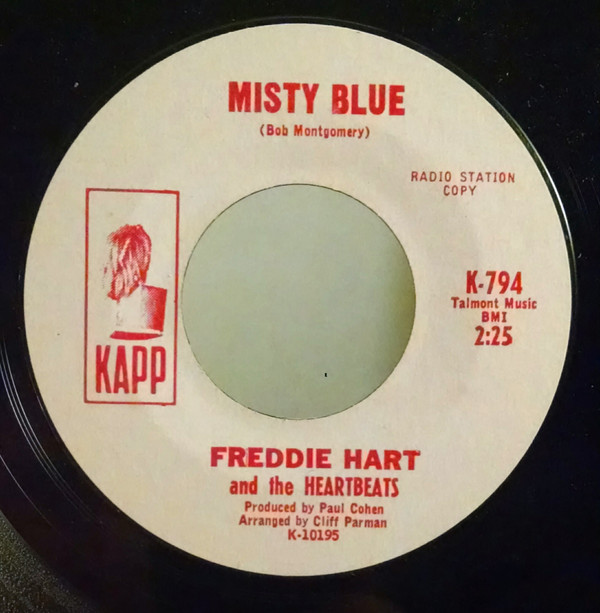 MISTY BLUE
(Bob Montgomery)
RADIO STATION
COPY
KAPP
K-794
Talmont Music
BMI
2:25
FREDDIE HART
and the HEARTBEATS
Produced by Paul Cohen
Arranged by Cliff Parman
K-10195